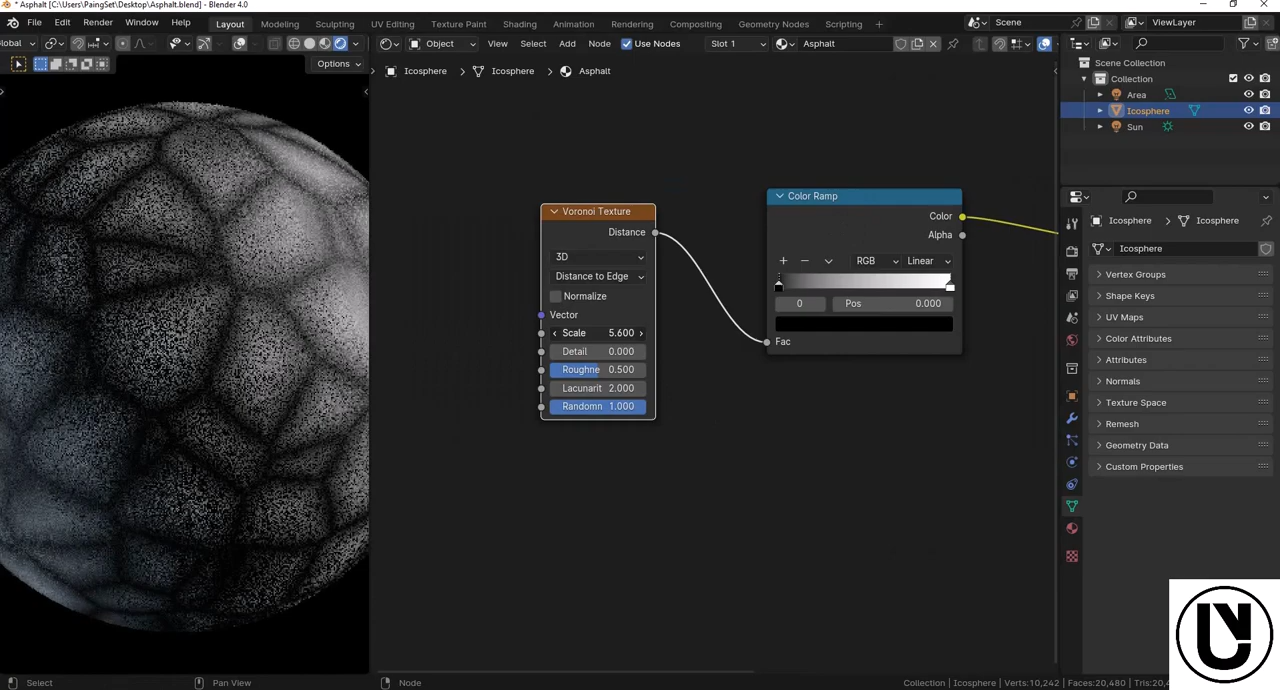 * Asphalt [C:\Users\PaingSet\Desktop\Asphalt.blend] - Blender 4.0
File Edit Render Window Help Layout Modeling Sculpting UV Editing Texture Paint Shading Animation Rendering Compositing Geometry Nodes Scripting + Scene ViewLayer
Global Object View Select Add Node Use Nodes Slot 1 Asphalt
Options
Icosphere > Icosphere > Asphalt
Scene Collection
Collection
Area
Icosphere
Sun
Voronoi Texture
Distance
3D
Distance to Edge
Normalize
Vector
Scale 5.600
Detail 0.000
Roughne 0.500
Lacunarit 2.000
Randomn 1.000
Color Ramp
Color
Alpha
RGB Linear
0 Pos 0.000
Fac
Icosphere > Icosphere
Icosphere
Vertex Groups
Shape Keys
UV Maps
Color Attributes
Attributes
Normals
Texture Space
Remesh
Geometry Data
Custom Properties
Select Pan View Node Collection | Icosphere | Verts:10,242 | Faces:20,480 | Tris:20,4